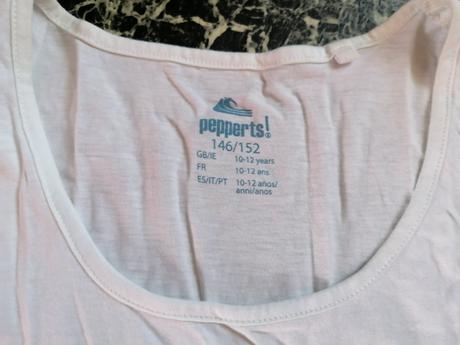 pepperts!®
146/152
GB/IE 10-12 years
FR 10-12 ans
ES/IT/PT 10-12 años/
anni/anos